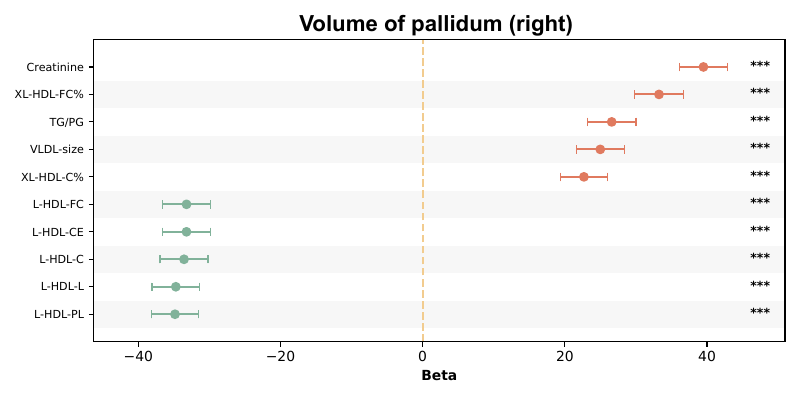 Volume of pallidum (right)
Creatinine ***
XL-HDL-FC% ***
TG/PG ***
VLDL-size ***
XL-HDL-C% ***
L-HDL-FC ***
L-HDL-CE ***
L-HDL-C ***
L-HDL-L ***
L-HDL-PL ***
−40 −20 0 20 40
Beta